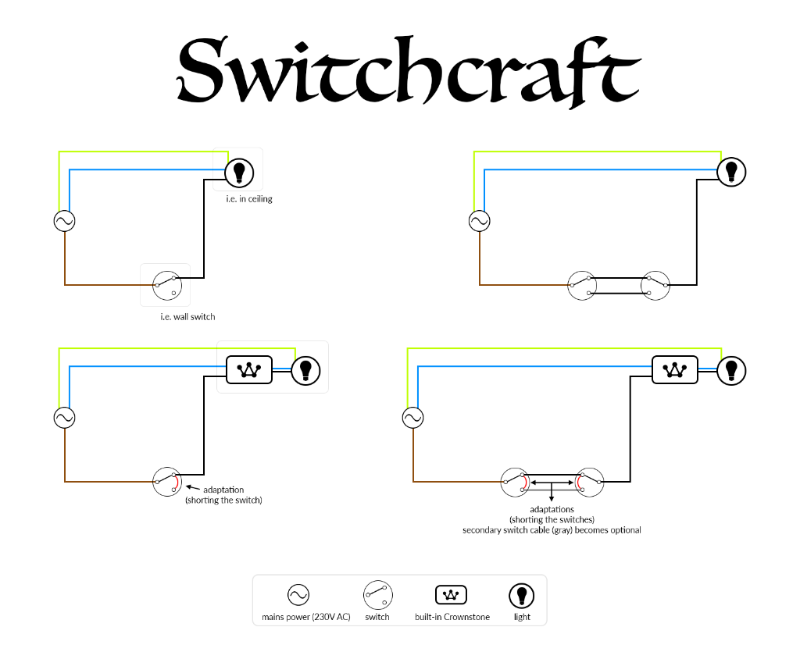 Switchcraft
i.e. in ceiling
i.e. wall switch
adaptation
(shorting the switch)
adaptations
(shorting the switches)
secondary switch cable (gray) becomes optional
mains power (230V AC)
switch
built-in Crownstone
light